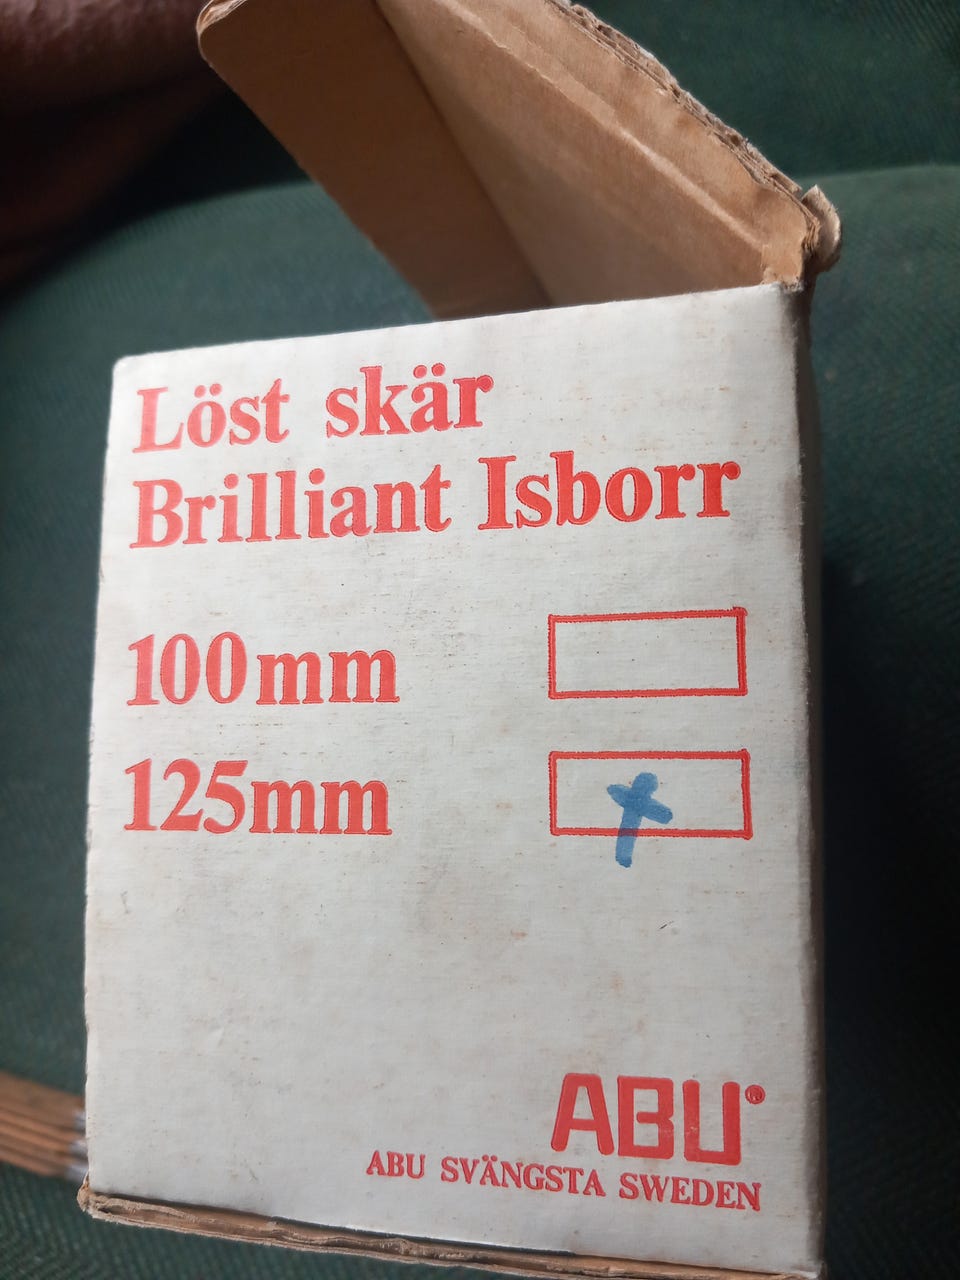 Löst skär
Brilliant Isborr
100mm
125mm
ABU®
ABU SVÄNGSTA SWEDEN